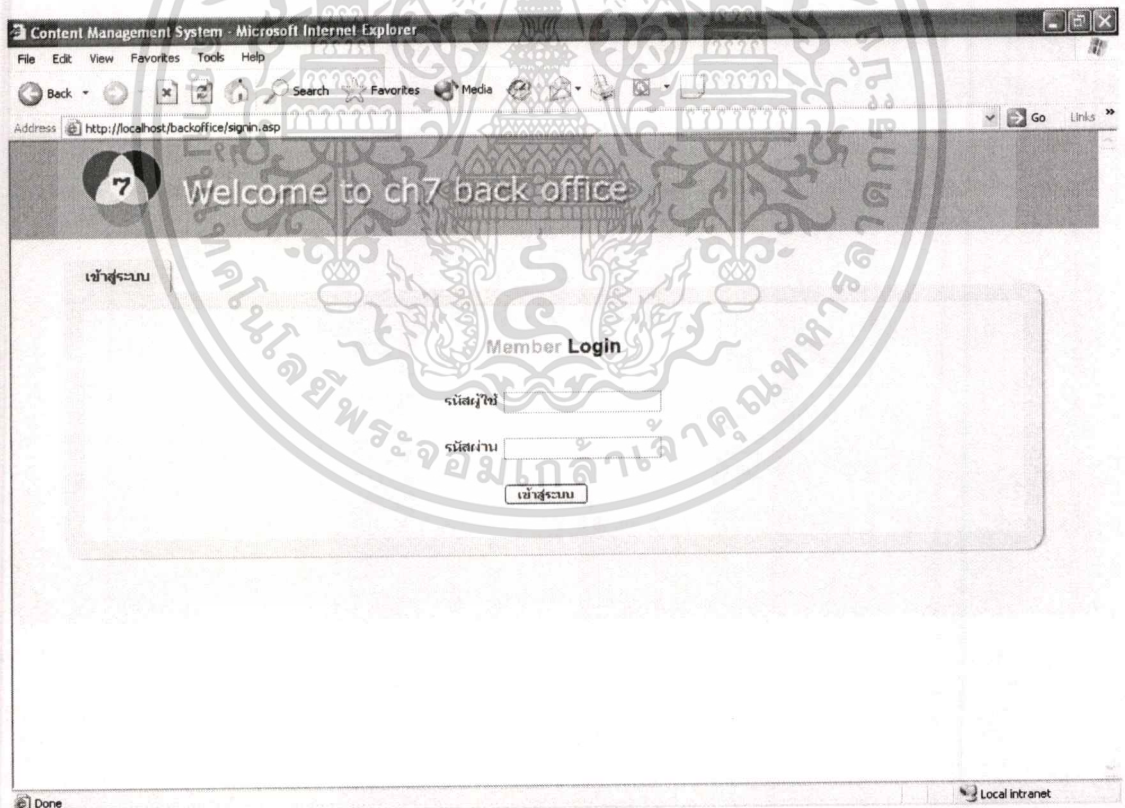 Content Management System - Microsoft Internet Explorer
File Edit View Favorites Tools Help
Back Search Favorites Media
Address http://localhost/backoffice/signin.asp Go Links »
7 Welcome to ch7 back office
เข้าสู่ระบบ
Member Login
รหัสผู้ใช้
รหัสผ่าน
เข้าสู่ระบบ
Done Local intranet